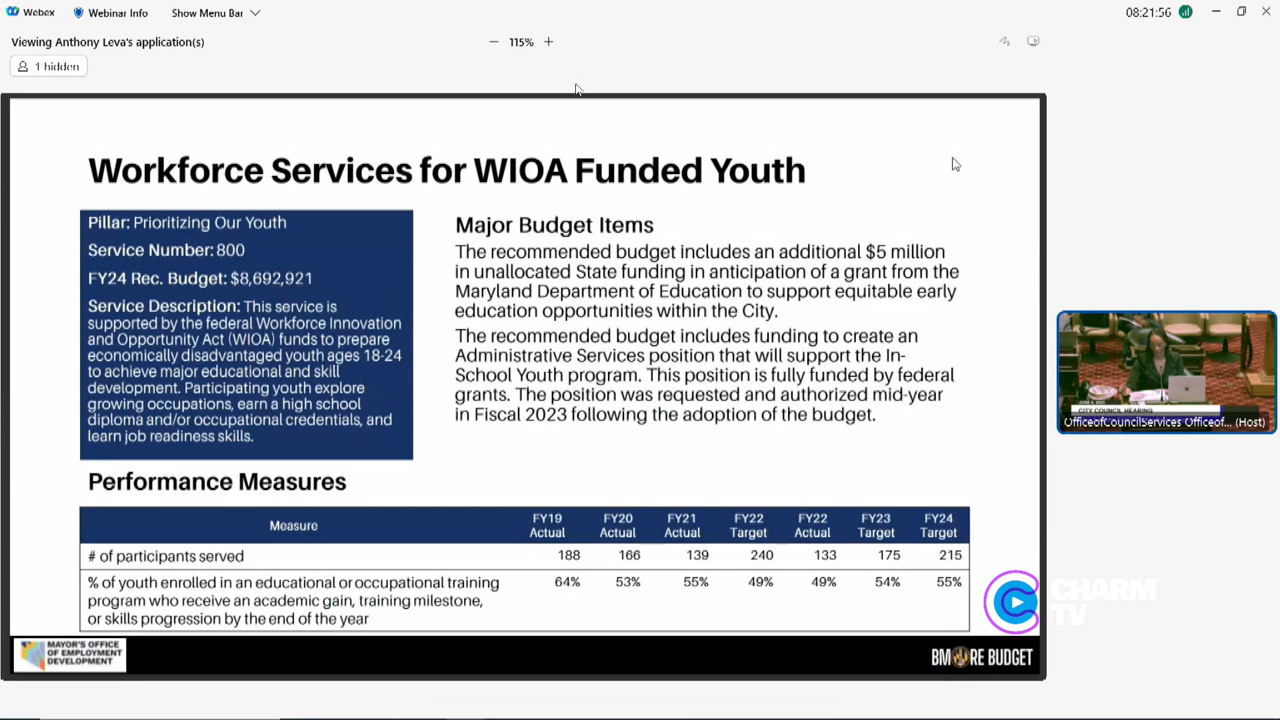 Webex
Webinar Info
Show Menu Bar
08:21:56
Viewing Anthony Leva's application(s)
115%
1 hidden
Workforce Services for WIOA Funded Youth
Pillar: Prioritizing Our Youth
Service Number: 800
FY24 Rec. Budget: $8,692,921
Service Description: This service is
supported by the federal Workforce Innovation
and Opportunity Act (WIOA) funds to prepare
economically disadvantaged youth ages 18-24
to achieve major educational and skill
development. Participating youth explore
growing occupations, earn a high school
diploma and/or occupational credentials, and
learn job readiness skills.
Major Budget Items
The recommended budget includes an additional $5 million
in unallocated State funding in anticipation of a grant from the
Maryland Department of Education to support equitable early
education opportunities within the City.
The recommended budget includes funding to create an
Administrative Services position that will support the In-
School Youth program. This position is fully funded by federal
grants. The position was requested and authorized mid-year
in Fiscal 2023 following the adoption of the budget.
CITY COUNCIL HEARING
OfficeofCouncilServices Officeof... (Host)
Performance Measures
Measure FY19 Actual FY20 Actual FY21 Actual FY22 Target FY22 Actual FY23 Target FY24 Target
# of participants served 188 166 139 240 133 175 215
% of youth enrolled in an educational or occupational training 64% 53% 55% 49% 49% 54% 55%
program who receive an academic gain, training milestone,
or skills progression by the end of the year
CHARM
TV
MAYOR'S OFFICE
OF EMPLOYMENT
DEVELOPMENT
BMORE BUDGET